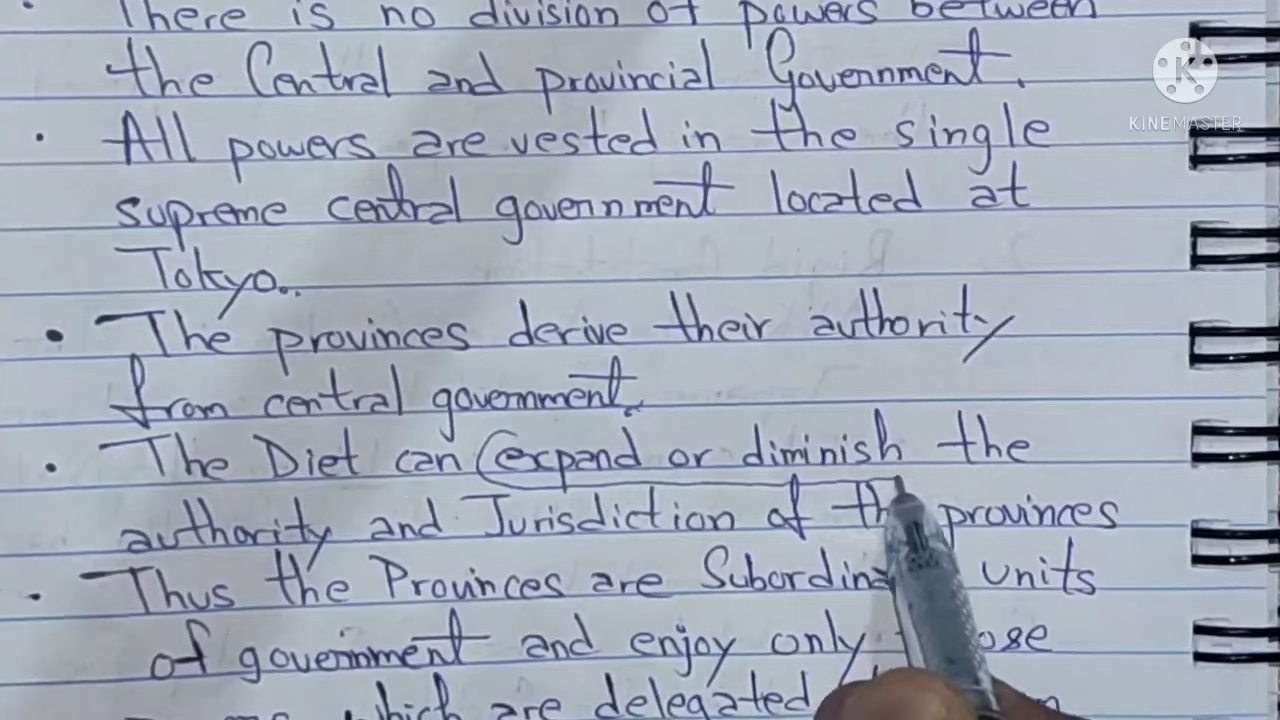 There is no division of powers between
the Central and provincial Government.
• All powers are vested in the single
supreme central government located at
Tokyo..
• The provinces derive their authority
from central government.
• The Diet can expand or diminish the
authority and Jurisdiction of the provinces
• Thus the Provinces are Subordinate units
of government and enjoy only those
which are delegated
KINEMASTER